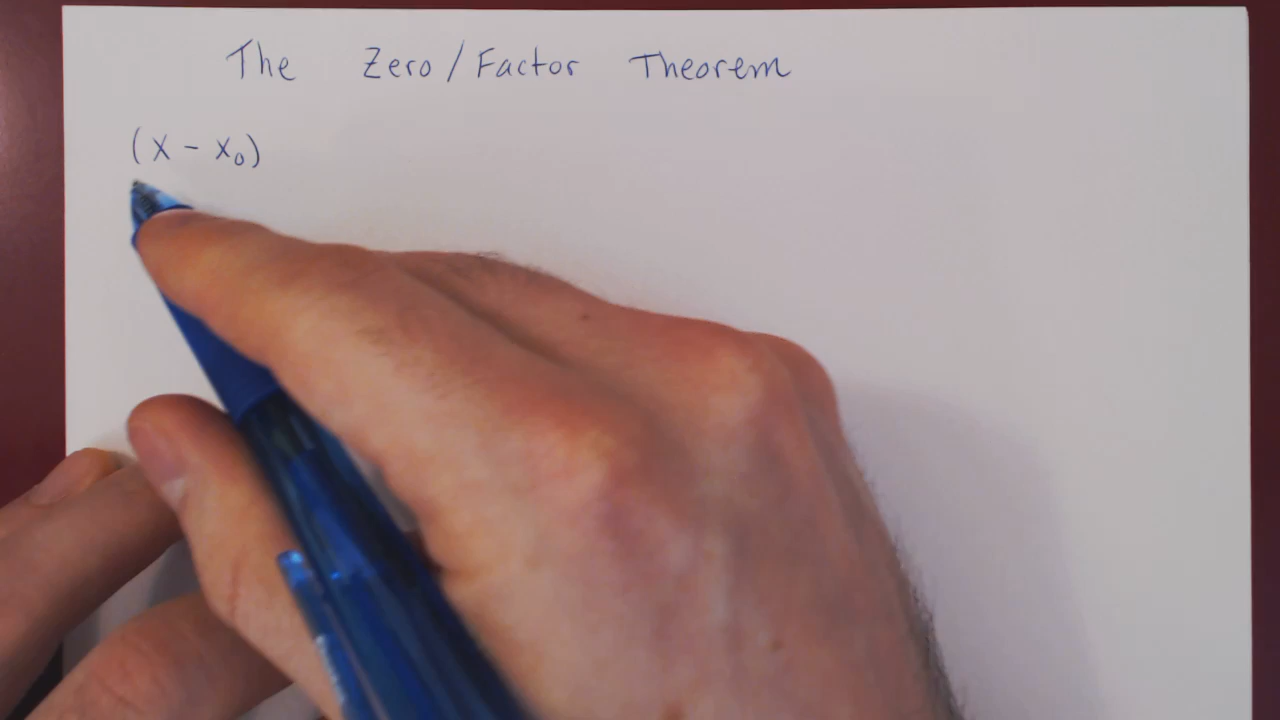 The Zero/Factor Theorem
(x - x₀)